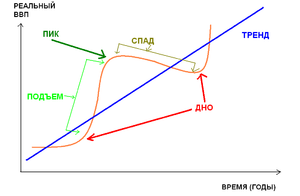 РЕАЛЬНЫЙ
ВВП
ПИК
СПАД
ТРЕНД
ПОДЪЕМ
ДНО
ВРЕМЯ (ГОДЫ)